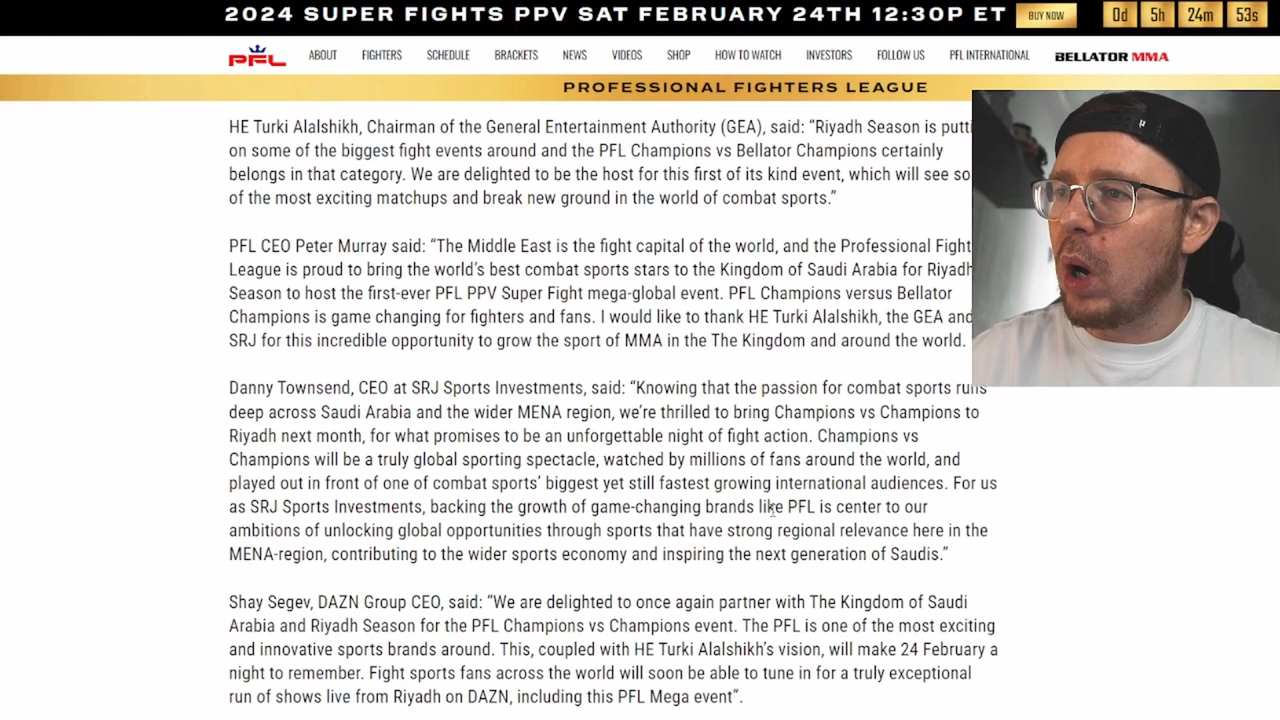 2024 SUPER FIGHTS PPV SAT FEBRUARY 24TH 12:30P ET BUY NOW 0d 5h 24m 53s
PFL ABOUT FIGHTERS SCHEDULE BRACKETS NEWS VIDEOS SHOP HOW TO WATCH INVESTORS FOLLOW US PFL INTERNATIONAL BELLATOR MMA
PROFESSIONAL FIGHTERS LEAGUE
HE Turki Alalshikh, Chairman of the General Entertainment Authority (GEA), said: “Riyadh Season is putti
on some of the biggest fight events around and the PFL Champions vs Bellator Champions certainly
belongs in that category. We are delighted to be the host for this first of its kind event, which will see so
of the most exciting matchups and break new ground in the world of combat sports.”
PFL CEO Peter Murray said: “The Middle East is the fight capital of the world, and the Professional Fight
League is proud to bring the world’s best combat sports stars to the Kingdom of Saudi Arabia for Riyadh
Season to host the first-ever PFL PPV Super Fight mega-global event. PFL Champions versus Bellator
Champions is game changing for fighters and fans. I would like to thank HE Turki Alalshikh, the GEA and
SRJ for this incredible opportunity to grow the sport of MMA in the The Kingdom and around the world.
Danny Townsend, CEO at SRJ Sports Investments, said: “Knowing that the passion for combat sports runs
deep across Saudi Arabia and the wider MENA region, we’re thrilled to bring Champions vs Champions to
Riyadh next month, for what promises to be an unforgettable night of fight action. Champions vs
Champions will be a truly global sporting spectacle, watched by millions of fans around the world, and
played out in front of one of combat sports’ biggest yet still fastest growing international audiences. For us
as SRJ Sports Investments, backing the growth of game-changing brands like PFL is center to our
ambitions of unlocking global opportunities through sports that have strong regional relevance here in the
MENA-region, contributing to the wider sports economy and inspiring the next generation of Saudis.”
Shay Segev, DAZN Group CEO, said: “We are delighted to once again partner with The Kingdom of Saudi
Arabia and Riyadh Season for the PFL Champions vs Champions event. The PFL is one of the most exciting
and innovative sports brands around. This, coupled with HE Turki Alalshikh’s vision, will make 24 February a
night to remember. Fight sports fans across the world will soon be able to tune in for a truly exceptional
run of shows live from Riyadh on DAZN, including this PFL Mega event“.